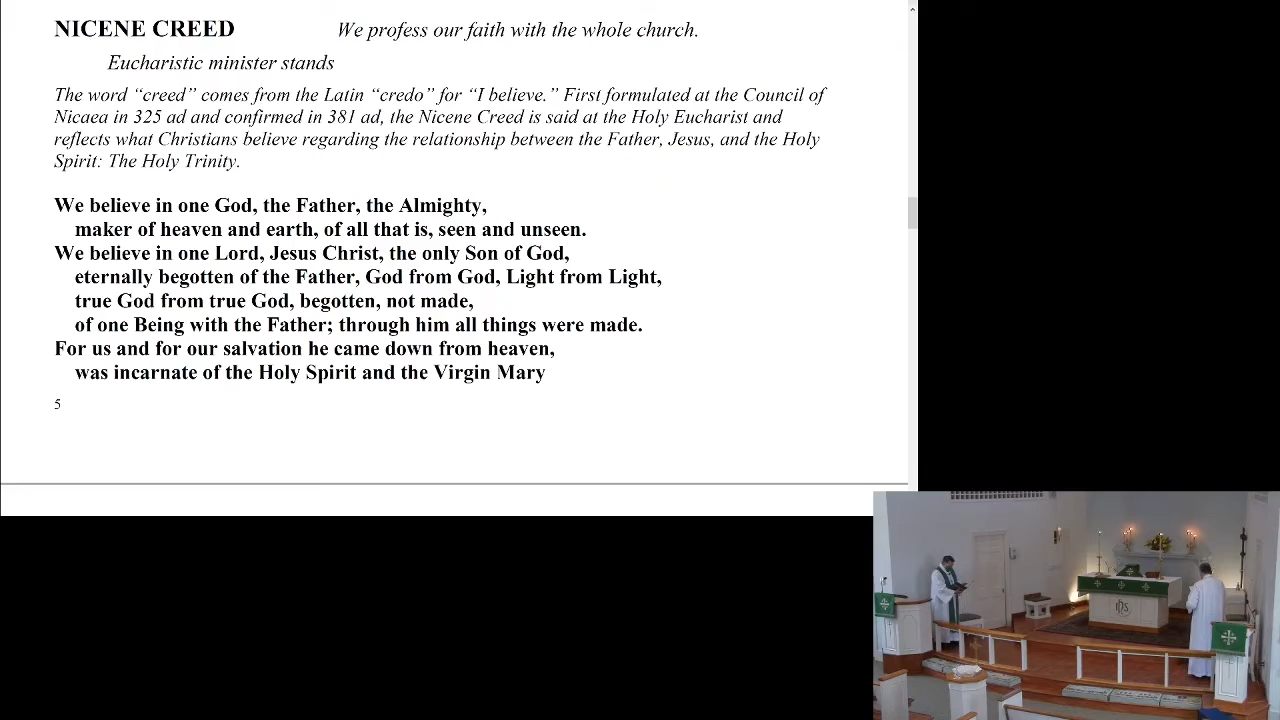 NICENE CREED We profess our faith with the whole church.
Eucharistic minister stands
The word “creed” comes from the Latin “credo” for “I believe.” First formulated at the Council of
Nicaea in 325 ad and confirmed in 381 ad, the Nicene Creed is said at the Holy Eucharist and
reflects what Christians believe regarding the relationship between the Father, Jesus, and the Holy
Spirit: The Holy Trinity.
We believe in one God, the Father, the Almighty,
maker of heaven and earth, of all that is, seen and unseen.
We believe in one Lord, Jesus Christ, the only Son of God,
eternally begotten of the Father, God from God, Light from Light,
true God from true God, begotten, not made,
of one Being with the Father; through him all things were made.
For us and for our salvation he came down from heaven,
was incarnate of the Holy Spirit and the Virgin Mary
5
IHS